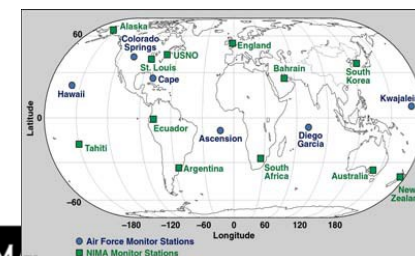 Alaska
60
Colorado
Springs
USNO
England
St. Louis
Cape
Bahrain
South
Korea
Hawaii
Kwajalei
Latitude
0
Ecuador
Ascension
Diego
Garcia
Tahiti
Argentina
South
Africa
Australia
New
Zealan
−60
−180 −120 −60 0 60 120 180
Longitude
Air Force Monitor Stations
NIMA Monitor Stations
M